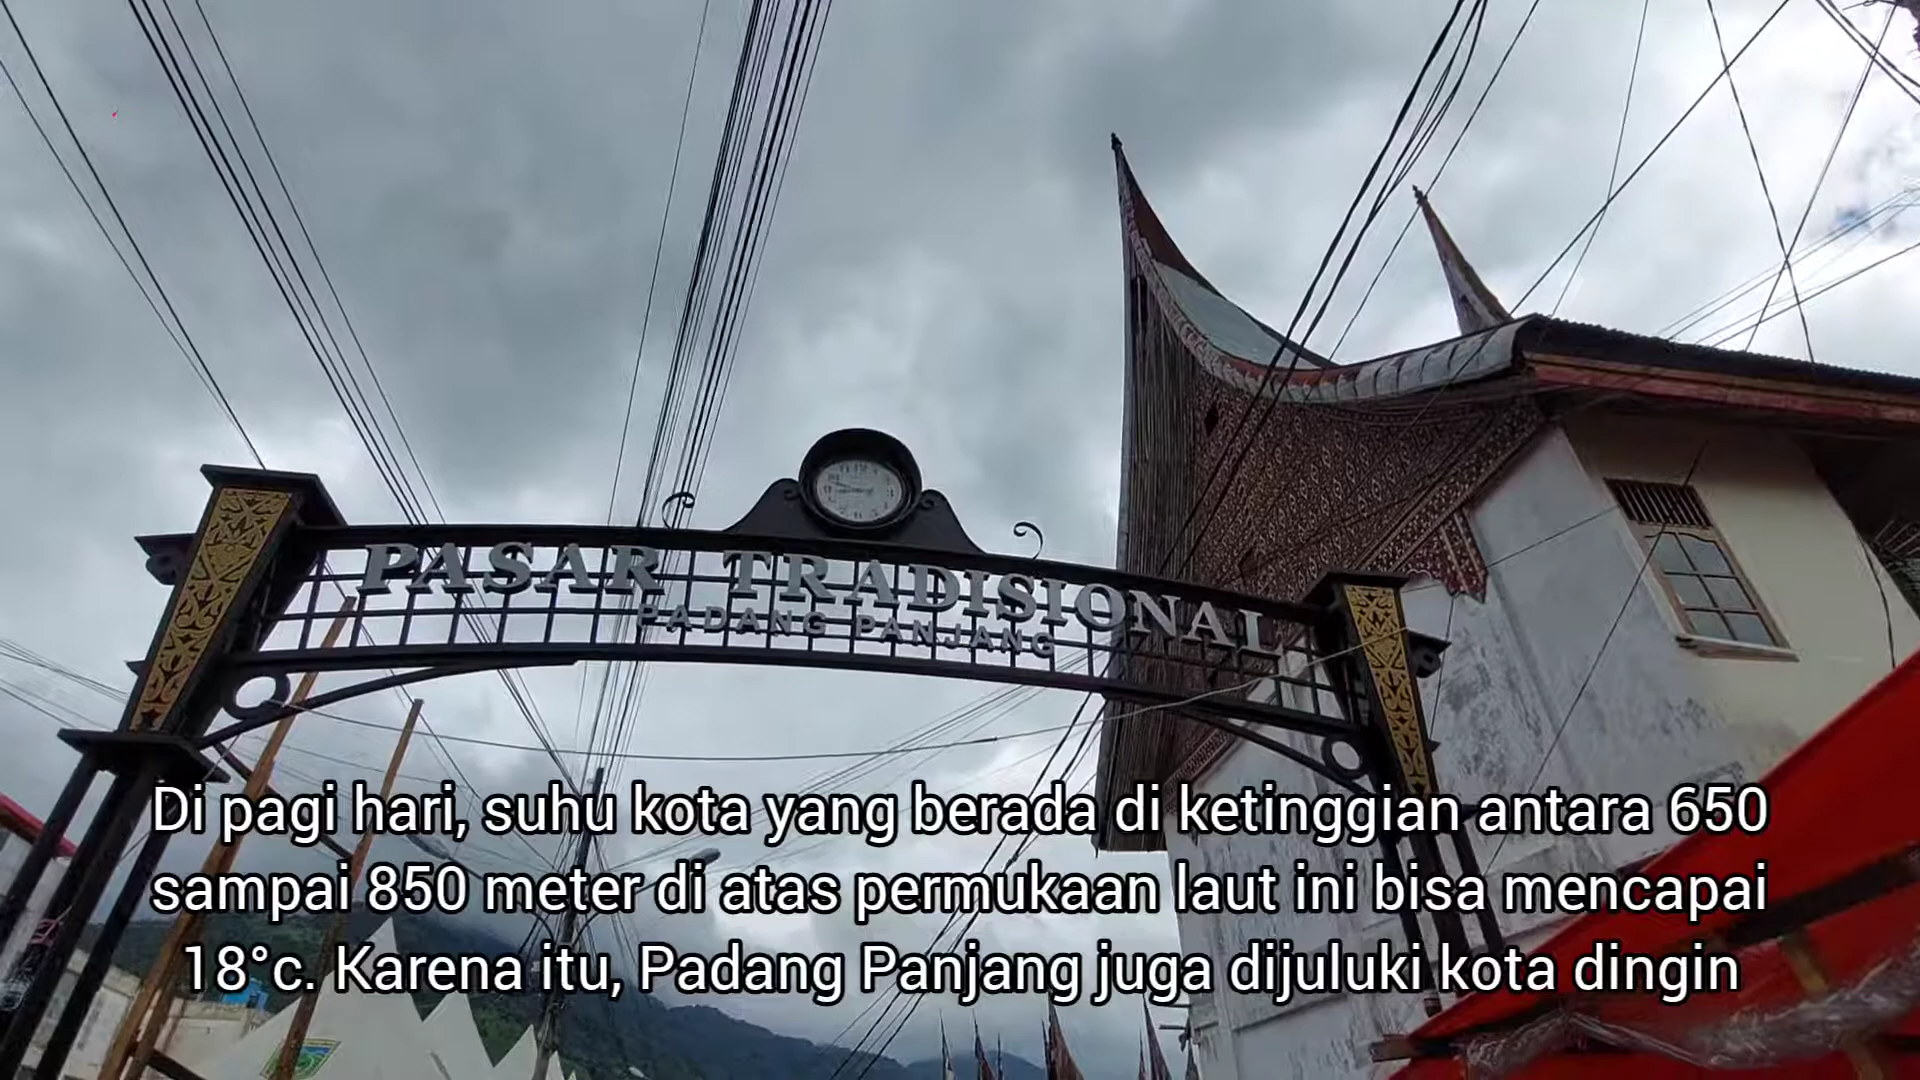 PASAR TRADISIONAL
PADANG PANJANG
Di pagi hari, suhu kota yang berada di ketinggian antara 650
sampai 850 meter di atas permukaan laut ini bisa mencapai
18°c. Karena itu, Padang Panjang juga dijuluki kota dingin